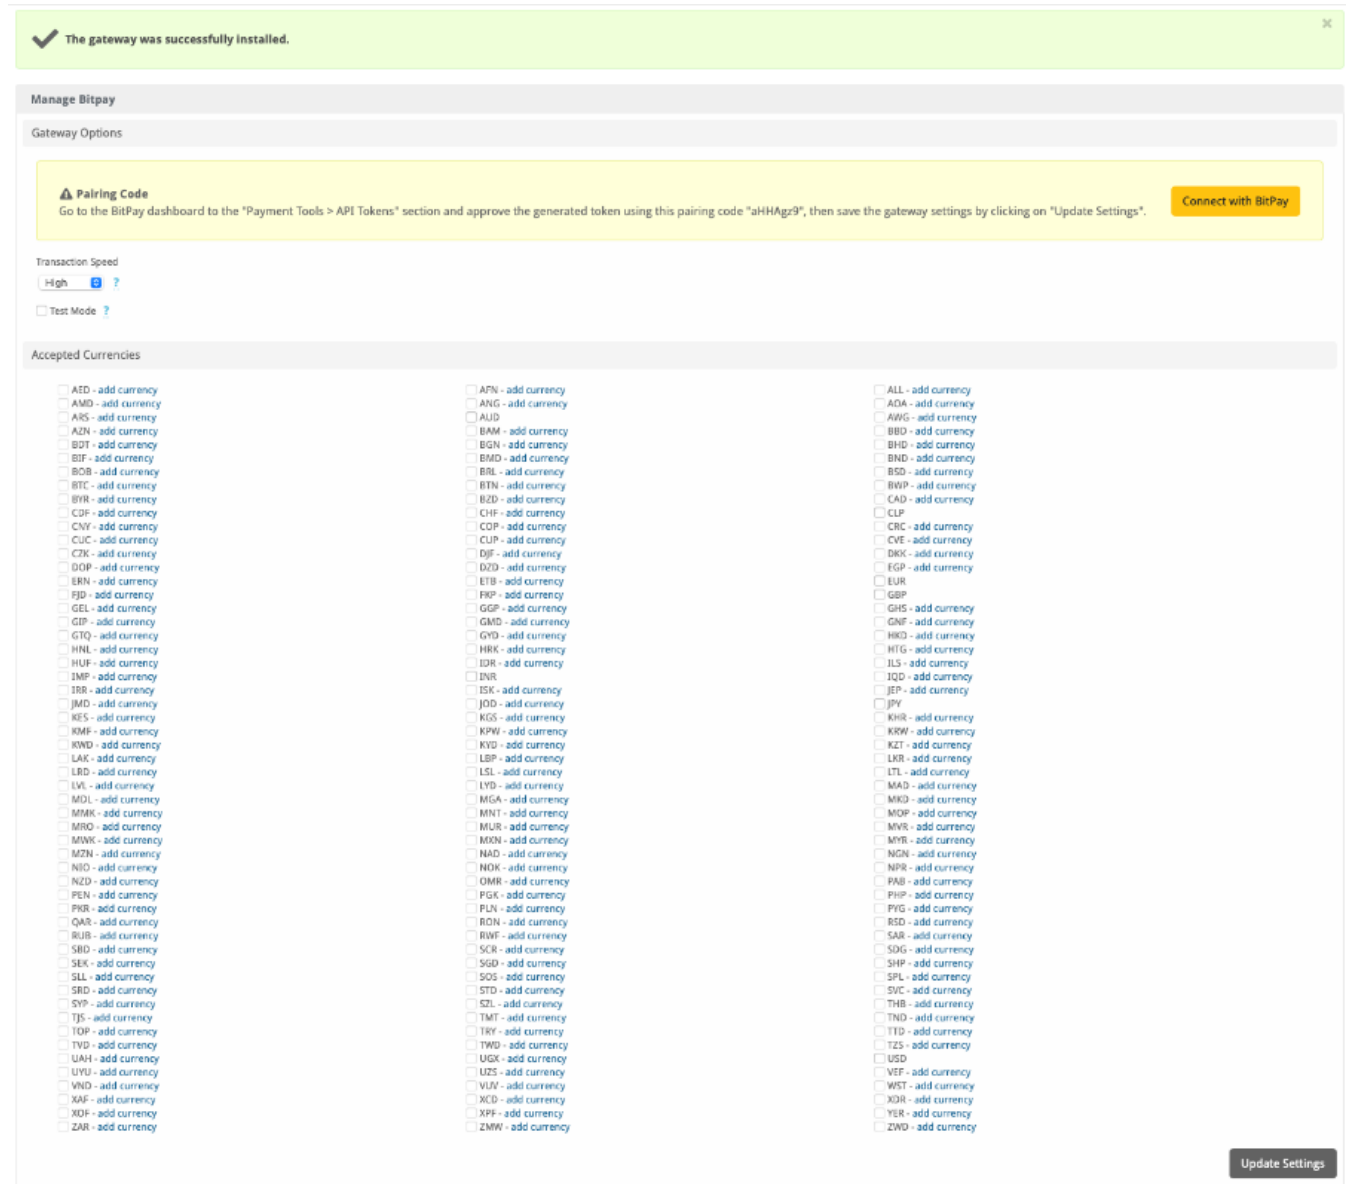 The gateway was successfully installed.
×
Manage Bitpay
Gateway Options
Pairing Code
Go to the BitPay dashboard to the "Payment Tools > API Tokens" section and approve the generated token using this pairing code "aHHAgz9", then save the gateway settings by clicking on "Update Settings".
Connect with BitPay
Transaction Speed
High ?
Test Mode ?
Accepted Currencies
AED - add currency AFN - add currency ALL - add currency
AMD - add currency ANG - add currency AOA - add currency
ARS - add currency AUD AWG - add currency
AZN - add currency BAM - add currency BBD - add currency
BDT - add currency BGN - add currency BHD - add currency
BIF - add currency BMD - add currency BND - add currency
BOB - add currency BRL - add currency BSD - add currency
BTC - add currency BTN - add currency BWP - add currency
BYR - add currency BZD - add currency CAD - add currency
CDF - add currency CHF - add currency CLP
CNY - add currency COP - add currency CRC - add currency
CUC - add currency CUP - add currency CVE - add currency
CZK - add currency DJF - add currency DKK - add currency
DOP - add currency DZD - add currency EGP - add currency
ERN - add currency ETB - add currency EUR
FJD - add currency FKP - add currency GBP
GEL - add currency GGP - add currency GHS - add currency
GIP - add currency GMD - add currency GNF - add currency
GTQ - add currency GYD - add currency HKD - add currency
HNL - add currency HRK - add currency HTG - add currency
HUF - add currency IDR - add currency ILS - add currency
IMP - add currency INR IQD - add currency
IRR - add currency ISK - add currency JEP - add currency
JMD - add currency JOD - add currency JPY
KES - add currency KGS - add currency KHR - add currency
KMF - add currency KPW - add currency KRW - add currency
KWD - add currency KYD - add currency KZT - add currency
LAK - add currency LBP - add currency LKR - add currency
LRD - add currency LSL - add currency LTL - add currency
LVL - add currency LYD - add currency MAD - add currency
MDL - add currency MGA - add currency MKD - add currency
MMK - add currency MNT - add currency MOP - add currency
MRO - add currency MUR - add currency MVR - add currency
MWK - add currency MXN - add currency MYR - add currency
MZN - add currency NAD - add currency NGN - add currency
NIO - add currency NOK - add currency NPR - add currency
NZD - add currency OMR - add currency PAB - add currency
PEN - add currency PGK - add currency PHP - add currency
PKR - add currency PLN - add currency PYG - add currency
QAR - add currency RON - add currency RSD - add currency
RUB - add currency RWF - add currency SAR - add currency
SBD - add currency SCR - add currency SDG - add currency
SEK - add currency SGD - add currency SHP - add currency
SLL - add currency SOS - add currency SPL - add currency
SRD - add currency STD - add currency SVC - add currency
SYP - add currency SZL - add currency THB - add currency
TJS - add currency TMT - add currency TND - add currency
TOP - add currency TRY - add currency TTD - add currency
TVD - add currency TWD - add currency TZS - add currency
UAH - add currency UGX - add currency USD
UYU - add currency UZS - add currency VEF - add currency
VND - add currency VUV - add currency WST - add currency
XAF - add currency XCD - add currency XDR - add currency
XOF - add currency XPF - add currency YER - add currency
ZAR - add currency ZMW - add currency ZWD - add currency
Update Settings